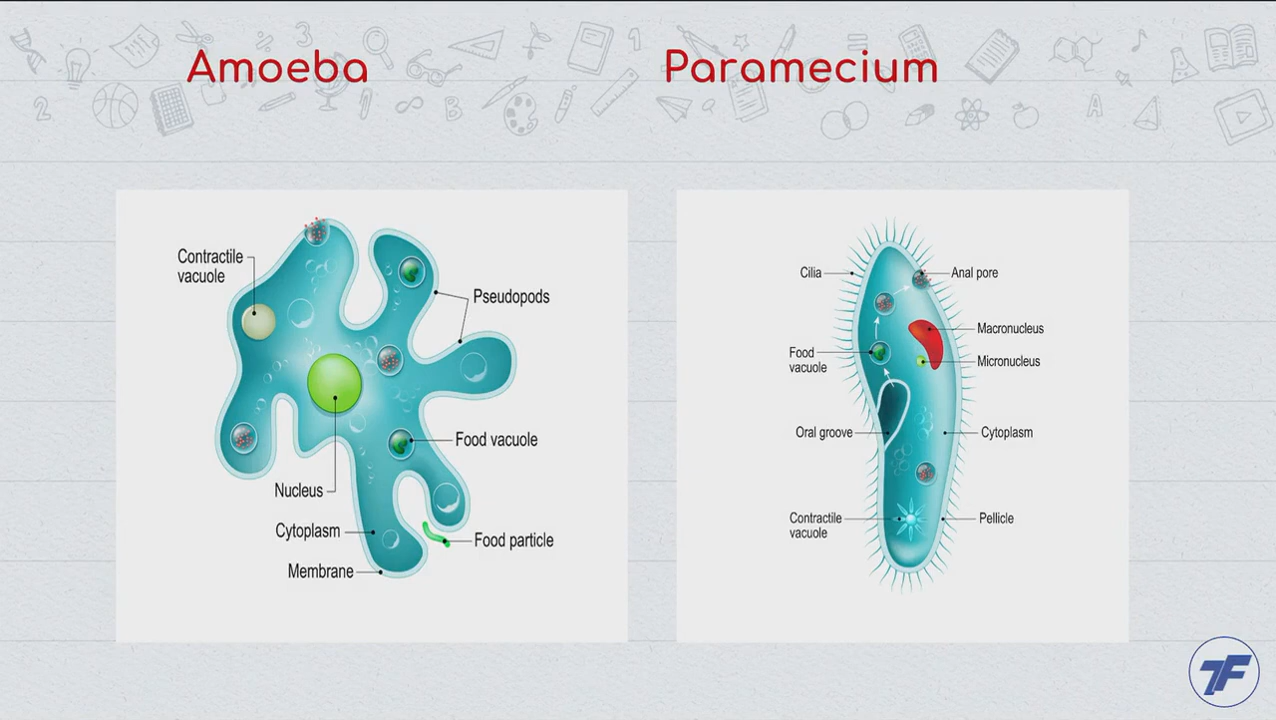 Amoeba
Paramecium
Contractile
vacuole
Pseudopods
Food vacuole
Nucleus
Cytoplasm
Food particle
Membrane
Cilia
Anal pore
Macronucleus
Food
vacuole
Micronucleus
Oral groove
Cytoplasm
Contractile
vacuole
Pellicle
TF